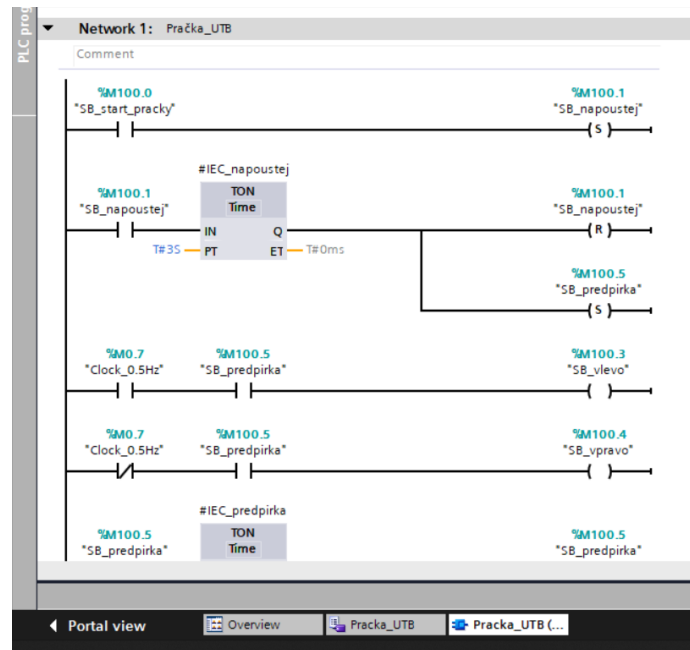 PLC prog
Network 1: Pračka_UTB
Comment
%M100.0
"SB_start_pracky"
%M100.1
"SB_napoustej"
S
#IEC_napoustej
TON
Time
%M100.1
"SB_napoustej"
IN Q
T#3S PT ET T#0ms
%M100.1
"SB_napoustej"
R
%M100.5
"SB_predpirka"
S
%M0.7
"Clock_0.5Hz"
%M100.5
"SB_predpirka"
%M100.3
"SB_vlevo"
%M0.7
"Clock_0.5Hz"
%M100.5
"SB_predpirka"
%M100.4
"SB_vpravo"
#IEC_predpirka
TON
Time
%M100.5
"SB_predpirka"
%M100.5
"SB_predpirka"
Portal view
Overview
Pracka_UTB
Pracka_UTB (...